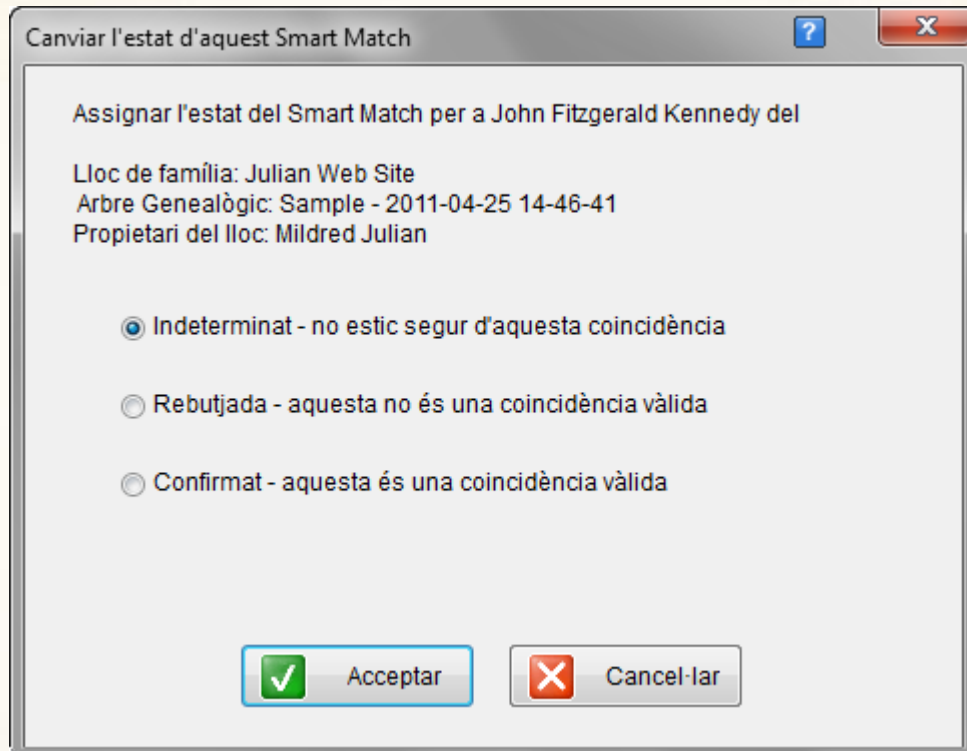 Canviar l'estat d'aquest Smart Match
?
Assignar l'estat del Smart Match per a John Fitzgerald Kennedy del
Lloc de família: Julian Web Site
Arbre Genealògic: Sample - 2011-04-25 14-46-41
Propietari del lloc: Mildred Julian
Indeterminat - no estic segur d'aquesta coincidència
Rebutjada - aquesta no és una coincidència vàlida
Confirmat - aquesta és una coincidència vàlida
Acceptar Cancel·lar